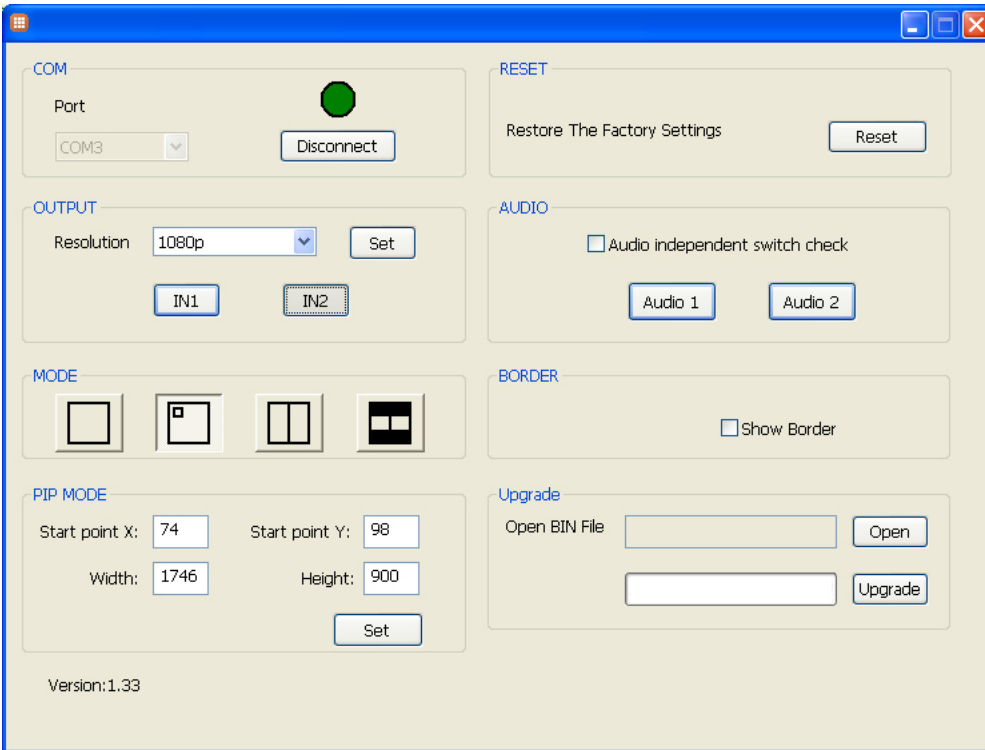 COM
Port
COM3
Disconnect
RESET
Restore The Factory Settings
Reset
OUTPUT
Resolution 1080p Set
IN1 IN2
AUDIO
Audio independent switch check
Audio 1 Audio 2
MODE
BORDER
Show Border
PIP MODE
Start point X: 74 Start point Y: 98
Width: 1746 Height: 900
Set
Upgrade
Open BIN File Open
Upgrade
Version:1.33